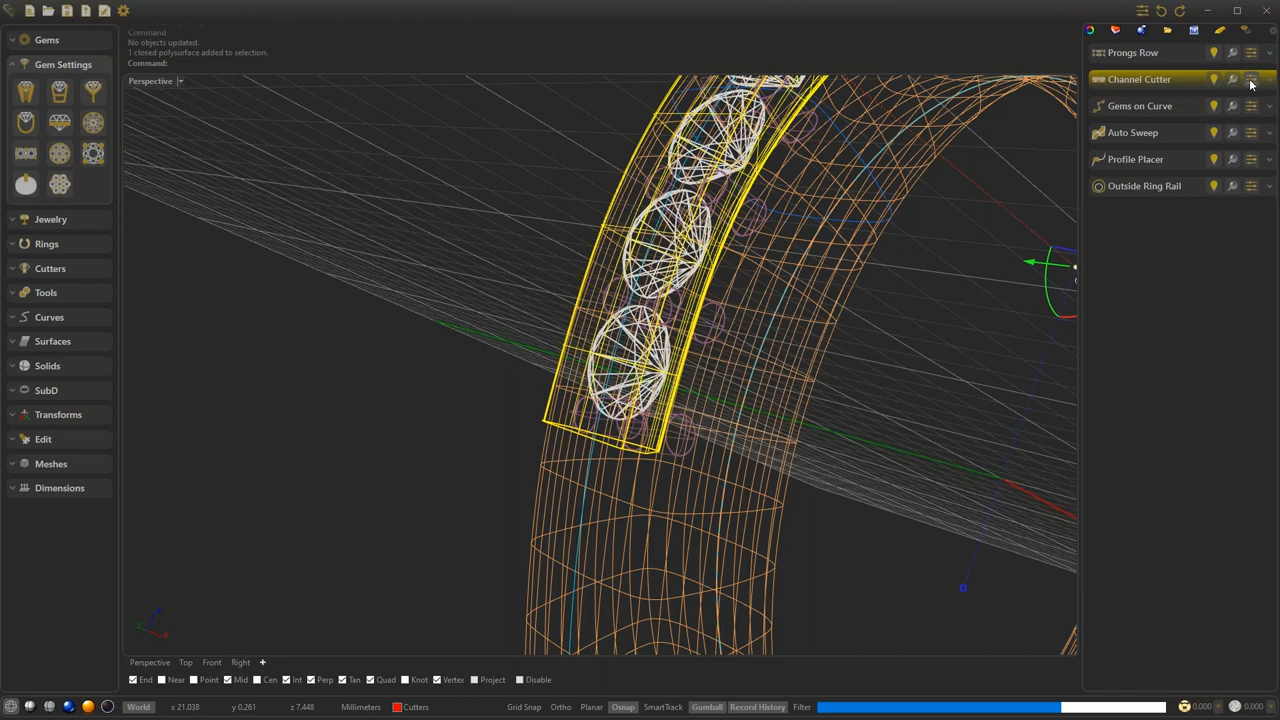 Command
No objects updated.
1 closed polysurface added to selection.
Command:
Perspective
Gems
Gem Settings
Jewelry
Rings
Cutters
Tools
Curves
Surfaces
Solids
SubD
Transforms
Edit
Meshes
Dimensions
Prongs Row
Channel Cutter
Gems on Curve
Auto Sweep
Profile Placer
Outside Ring Rail
Perspective Top Front Right
End Near Point Mid Cen Int Perp Tan Quad Knot Vertex Project Disable
World x 21.038 y 0.261 z 7.448 Millimeters Cutters Grid Snap Ortho Planar Osnap SmartTrack Gumball Record History Filter 0.000 0.000